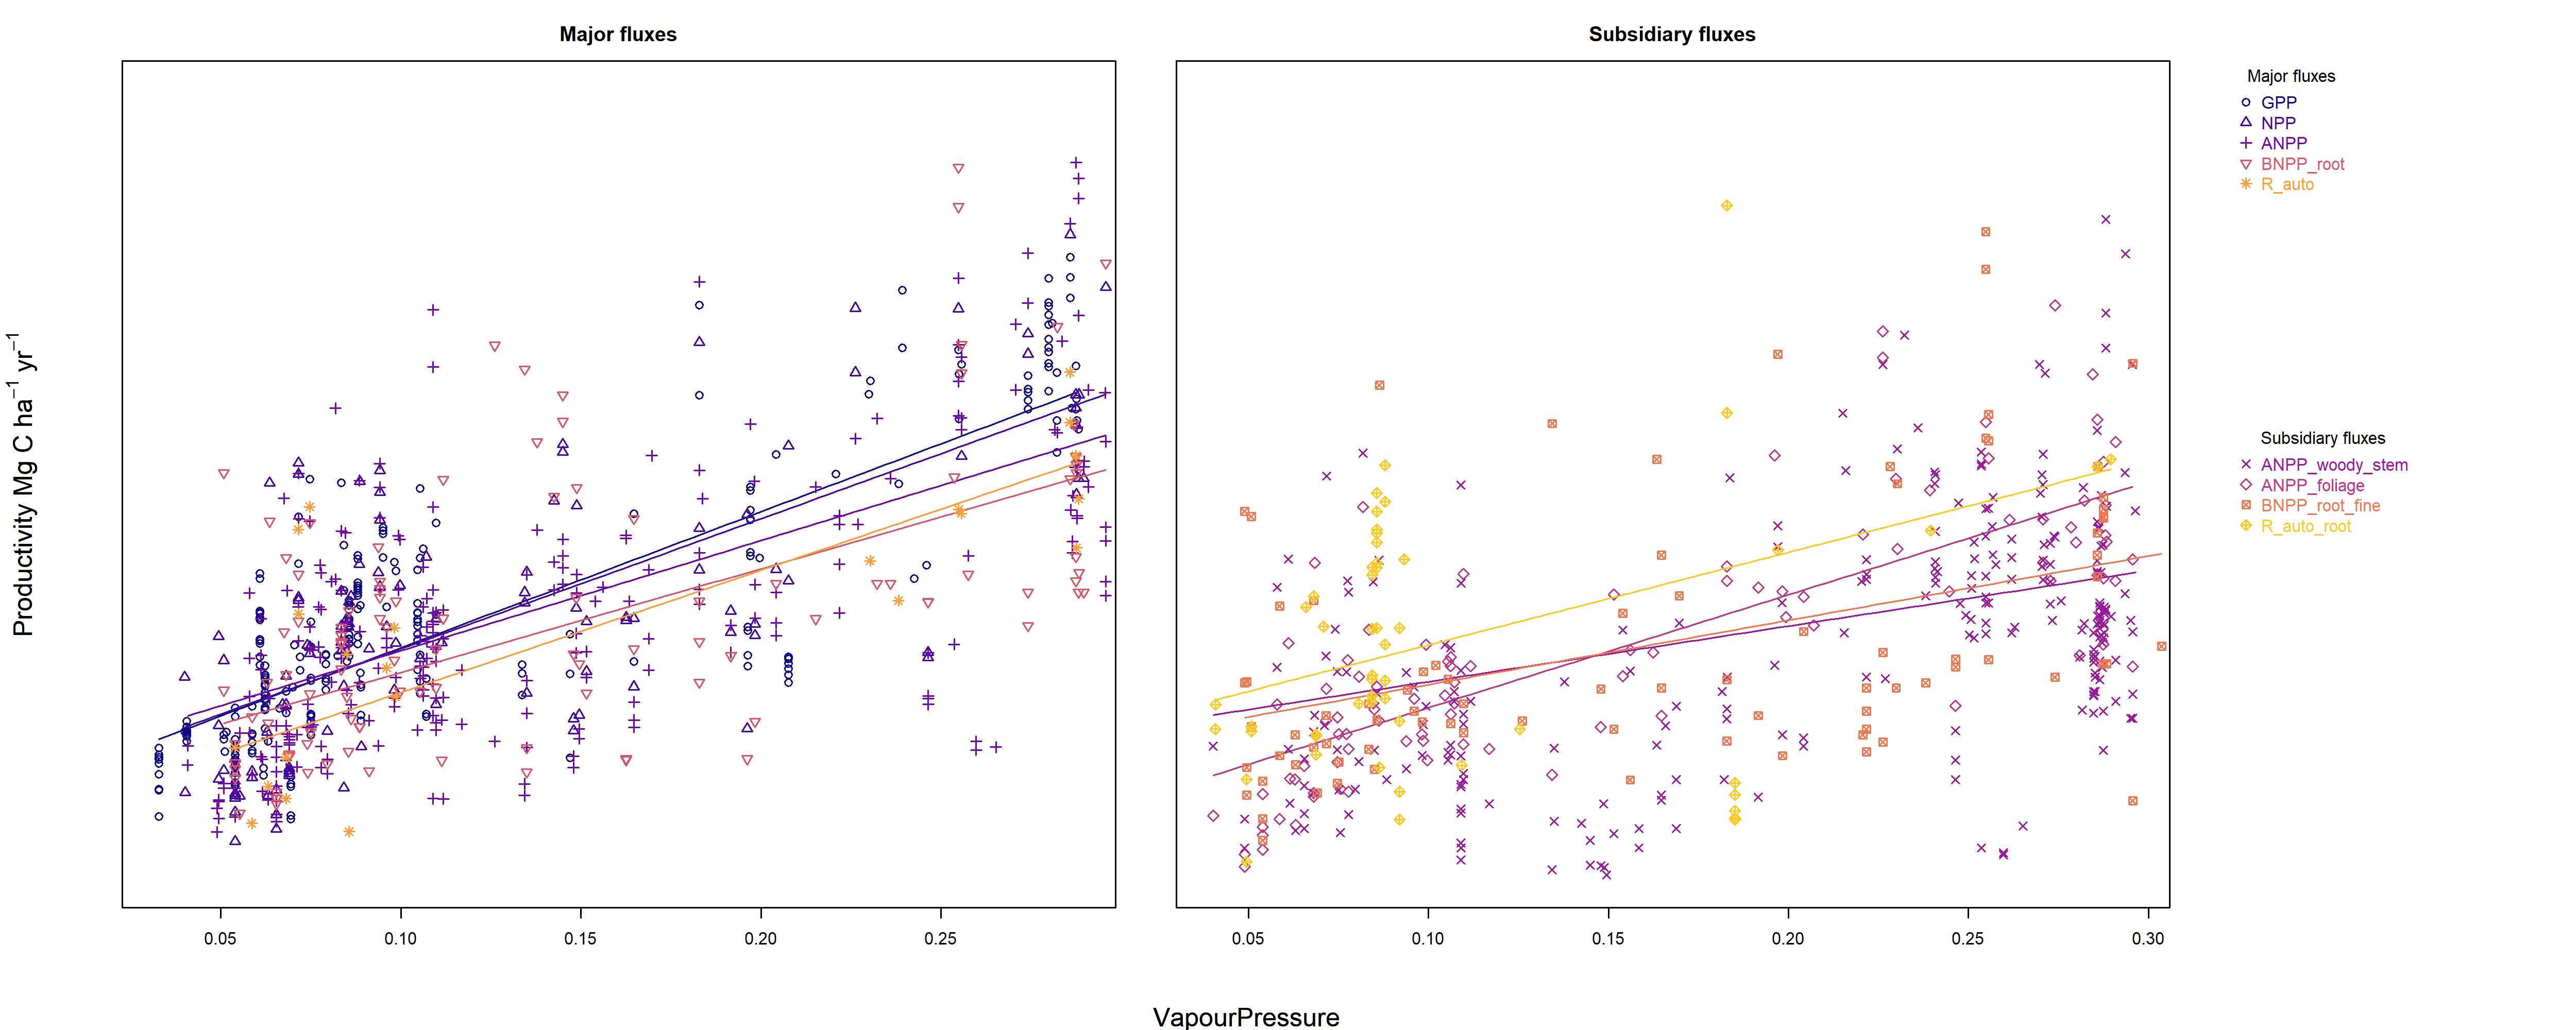 Major fluxes
Subsidiary fluxes
Productivity Mg C ha⁻¹ yr⁻¹
0.05 0.10 0.15 0.20 0.25
0.05 0.10 0.15 0.20 0.25 0.30
VapourPressure
Major fluxes
GPP
NPP
ANPP
BNPP_root
R_auto
Subsidiary fluxes
ANPP_woody_stem
ANPP_foliage
BNPP_root_fine
R_auto_root